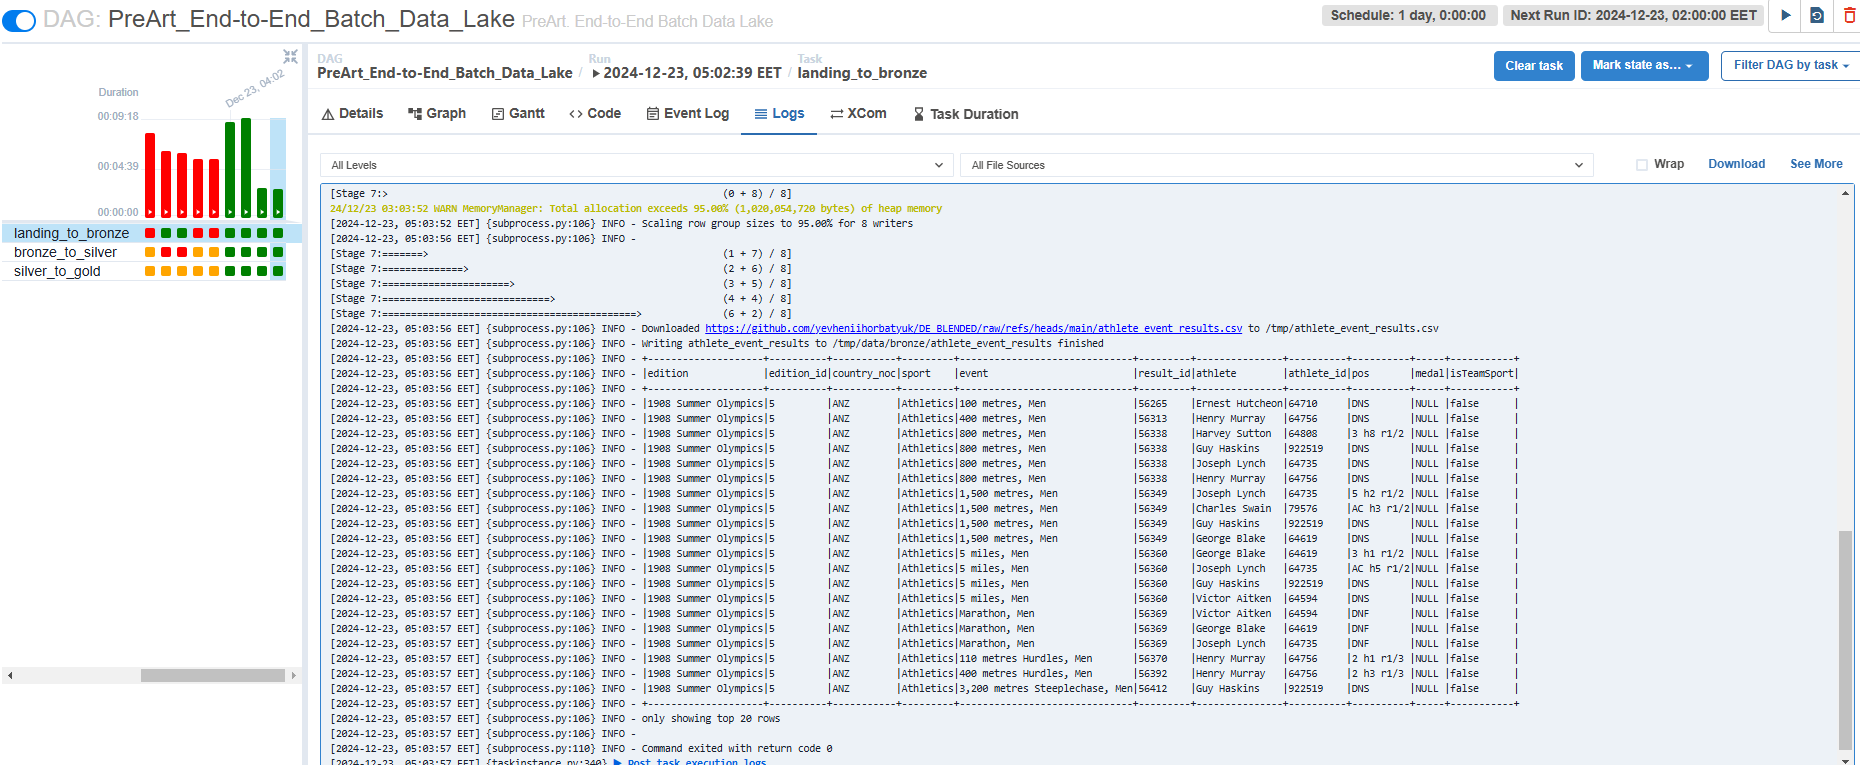 DAG: PreArt_End-to-End_Batch_Data_Lake PreArt. End-to-End Batch Data Lake
Schedule: 1 day, 0:00:00 Next Run ID: 2024-12-23, 02:00:00 EET
DAG Run Task
PreArt_End-to-End_Batch_Data_Lake / 2024-12-23, 05:02:39 EET / landing_to_bronze
Clear task Mark state as... Filter DAG by task
Dec 23, 04:02
Duration
00:09:18
00:04:39
00:00:00
landing_to_bronze
bronze_to_silver
silver_to_gold
Details Graph Gantt Code Event Log Logs XCom Task Duration
All Levels All File Sources Wrap Download See More
[Stage 7:> (0 + 8) / 8]
24/12/23 03:03:52 WARN MemoryManager: Total allocation exceeds 95.00% (1,020,054,720 bytes) of heap memory
[2024-12-23, 05:03:52 EET] {subprocess.py:106} INFO - Scaling row group sizes to 95.00% for 8 writers
[2024-12-23, 05:03:56 EET] {subprocess.py:106} INFO -
[Stage 7:=======> (1 + 7) / 8]
[Stage 7:==============> (2 + 6) / 8]
[Stage 7:======================> (3 + 5) / 8]
[Stage 7:=============================> (4 + 4) / 8]
[Stage 7:============================================> (6 + 2) / 8]
[2024-12-23, 05:03:56 EET] {subprocess.py:106} INFO - Downloaded https://github.com/yevheniihorbatyuk/DE_BLENDED/raw/refs/heads/main/athlete_event_results.csv to /tmp/athlete_event_results.csv
[2024-12-23, 05:03:56 EET] {subprocess.py:106} INFO - Writing athlete_event_results to /tmp/data/bronze/athlete_event_results finished
[2024-12-23, 05:03:56 EET] {subprocess.py:106} INFO - +--------------------+----------+-----------+---------+------------------------------+---------+---------------+----------+----------+-----+-----------+
[2024-12-23, 05:03:56 EET] {subprocess.py:106} INFO - |edition |edition_id|country_noc|sport |event |result_id|athlete |athlete_id|pos |medal|isTeamSport|
[2024-12-23, 05:03:56 EET] {subprocess.py:106} INFO - +--------------------+----------+-----------+---------+------------------------------+---------+---------------+----------+----------+-----+-----------+
[2024-12-23, 05:03:56 EET] {subprocess.py:106} INFO - |1908 Summer Olympics|5 |ANZ |Athletics|100 metres, Men |56265 |Ernest Hutcheon|64710 |DNS |NULL |false |
[2024-12-23, 05:03:56 EET] {subprocess.py:106} INFO - |1908 Summer Olympics|5 |ANZ |Athletics|400 metres, Men |56313 |Henry Murray |64756 |DNS |NULL |false |
[2024-12-23, 05:03:56 EET] {subprocess.py:106} INFO - |1908 Summer Olympics|5 |ANZ |Athletics|800 metres, Men |56338 |Harvey Sutton |64808 |3 h8 r1/2 |NULL |false |
[2024-12-23, 05:03:56 EET] {subprocess.py:106} INFO - |1908 Summer Olympics|5 |ANZ |Athletics|800 metres, Men |56338 |Guy Haskins |922519 |DNS |NULL |false |
[2024-12-23, 05:03:56 EET] {subprocess.py:106} INFO - |1908 Summer Olympics|5 |ANZ |Athletics|800 metres, Men |56338 |Joseph Lynch |64735 |DNS |NULL |false |
[2024-12-23, 05:03:56 EET] {subprocess.py:106} INFO - |1908 Summer Olympics|5 |ANZ |Athletics|800 metres, Men |56338 |Henry Murray |64756 |DNS |NULL |false |
[2024-12-23, 05:03:56 EET] {subprocess.py:106} INFO - |1908 Summer Olympics|5 |ANZ |Athletics|1,500 metres, Men |56349 |Joseph Lynch |64735 |5 h2 r1/2 |NULL |false |
[2024-12-23, 05:03:56 EET] {subprocess.py:106} INFO - |1908 Summer Olympics|5 |ANZ |Athletics|1,500 metres, Men |56349 |Charles Swain |79576 |AC h3 r1/2|NULL |false |
[2024-12-23, 05:03:56 EET] {subprocess.py:106} INFO - |1908 Summer Olympics|5 |ANZ |Athletics|1,500 metres, Men |56349 |Guy Haskins |922519 |DNS |NULL |false |
[2024-12-23, 05:03:56 EET] {subprocess.py:106} INFO - |1908 Summer Olympics|5 |ANZ |Athletics|1,500 metres, Men |56349 |George Blake |64619 |DNS |NULL |false |
[2024-12-23, 05:03:56 EET] {subprocess.py:106} INFO - |1908 Summer Olympics|5 |ANZ |Athletics|5 miles, Men |56360 |George Blake |64619 |3 h1 r1/2 |NULL |false |
[2024-12-23, 05:03:56 EET] {subprocess.py:106} INFO - |1908 Summer Olympics|5 |ANZ |Athletics|5 miles, Men |56360 |Joseph Lynch |64735 |AC h5 r1/2|NULL |false |
[2024-12-23, 05:03:56 EET] {subprocess.py:106} INFO - |1908 Summer Olympics|5 |ANZ |Athletics|5 miles, Men |56360 |Guy Haskins |922519 |DNS |NULL |false |
[2024-12-23, 05:03:56 EET] {subprocess.py:106} INFO - |1908 Summer Olympics|5 |ANZ |Athletics|5 miles, Men |56360 |Victor Aitken |64594 |DNS |NULL |false |
[2024-12-23, 05:03:57 EET] {subprocess.py:106} INFO - |1908 Summer Olympics|5 |ANZ |Athletics|Marathon, Men |56369 |Victor Aitken |64594 |DNF |NULL |false |
[2024-12-23, 05:03:57 EET] {subprocess.py:106} INFO - |1908 Summer Olympics|5 |ANZ |Athletics|Marathon, Men |56369 |George Blake |64619 |DNF |NULL |false |
[2024-12-23, 05:03:57 EET] {subprocess.py:106} INFO - |1908 Summer Olympics|5 |ANZ |Athletics|Marathon, Men |56369 |Joseph Lynch |64735 |DNF |NULL |false |
[2024-12-23, 05:03:57 EET] {subprocess.py:106} INFO - |1908 Summer Olympics|5 |ANZ |Athletics|110 metres Hurdles, Men |56370 |Henry Murray |64756 |2 h1 r1/3 |NULL |false |
[2024-12-23, 05:03:57 EET] {subprocess.py:106} INFO - |1908 Summer Olympics|5 |ANZ |Athletics|400 metres Hurdles, Men |56392 |Henry Murray |64756 |2 h3 r1/3 |NULL |false |
[2024-12-23, 05:03:57 EET] {subprocess.py:106} INFO - |1908 Summer Olympics|5 |ANZ |Athletics|3,200 metres Steeplechase, Men|56412 |Guy Haskins |922519 |DNS |NULL |false |
[2024-12-23, 05:03:57 EET] {subprocess.py:106} INFO - +--------------------+----------+-----------+---------+------------------------------+---------+---------------+----------+----------+-----+-----------+
[2024-12-23, 05:03:57 EET] {subprocess.py:106} INFO - only showing top 20 rows
[2024-12-23, 05:03:57 EET] {subprocess.py:106} INFO -
[2024-12-23, 05:03:57 EET] {subprocess.py:110} INFO - Command exited with return code 0
[2024-12-23, 05:03:57 EET] {taskinstance.py:340} ▶ Post task execution logs